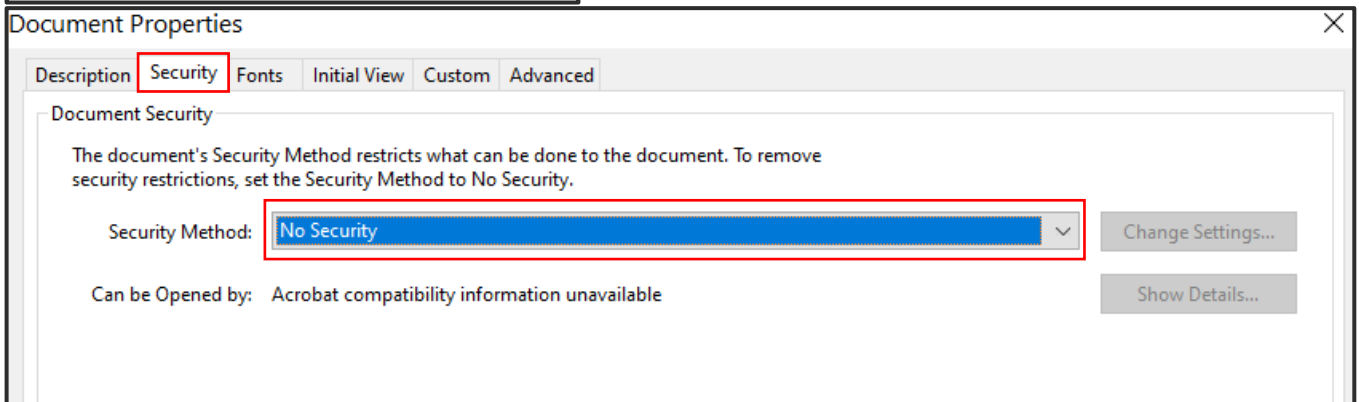 Document Properties
Description Security Fonts Initial View Custom Advanced
Document Security
The document's Security Method restricts what can be done to the document. To remove
security restrictions, set the Security Method to No Security.
Security Method: No Security Change Settings...
Can be Opened by: Acrobat compatibility information unavailable Show Details...